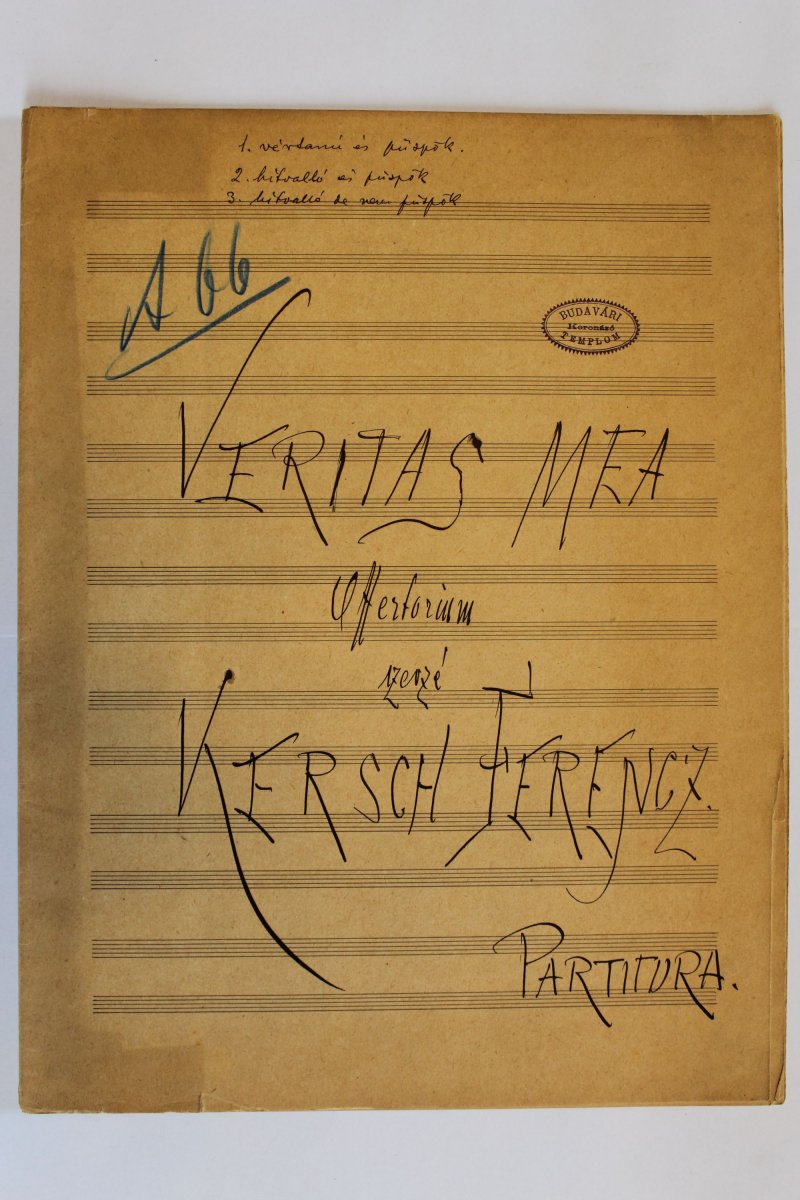 1. vértanú és püspök.
2. hitvalló és püspök
3. hitvalló de nem püspök
A 66
BUDAVÁRI
Koronázó
TEMPLOM
VERITAS MEA
Offertorium
szerzé
KERSCH FERENCZ.
PARTITURA.